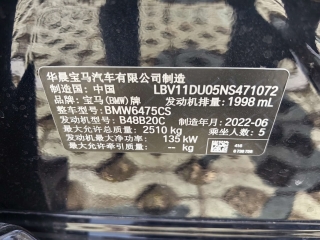 华晨宝马汽车有限公司制造
制造国: 中国 LBV11DU05NS471072
品牌: 宝马(BMW)牌 发动机排量: 1998 mL
整车型号: BMW6475CS
发动机型号: B48B20C 制造年月: 2022-06
最大允许总质量: 2510 kg 乘坐人数: 5
发动机最大净功率: 135 kW
最大允许牵引质量: -- kg